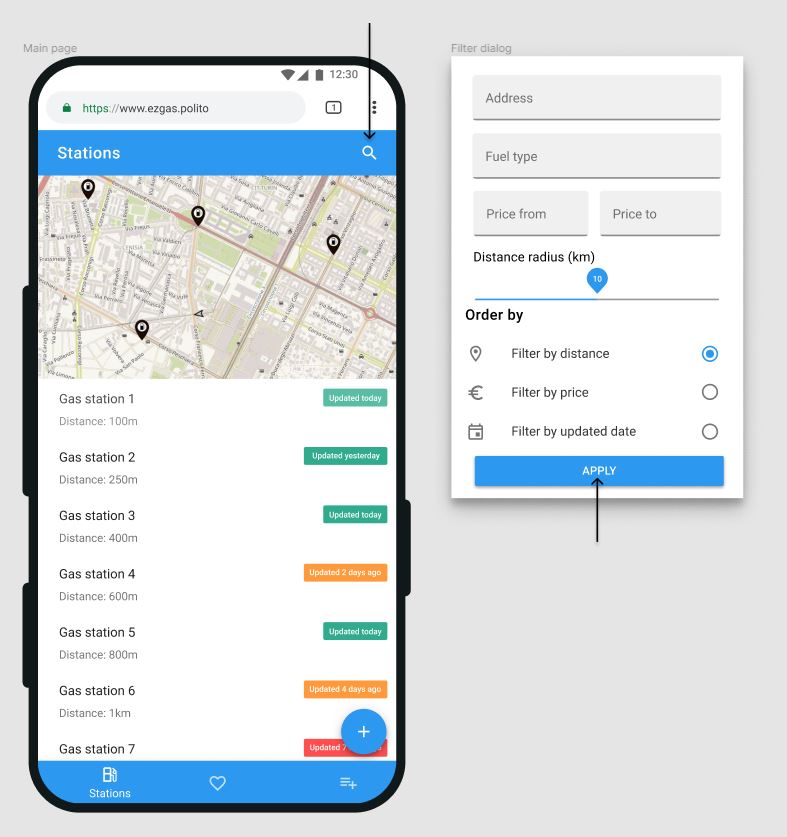 Main page
12:30
https://www.ezgas.polito
1
Stations
Gas station 1
Updated today
Distance: 100m
Gas station 2
Updated yesterday
Distance: 250m
Gas station 3
Updated today
Distance: 400m
Gas station 4
Updated 2 days ago
Distance: 600m
Gas station 5
Updated today
Distance: 800m
Gas station 6
Updated 4 days ago
Distance: 1km
Gas station 7
Updated 7
+
Stations
Filter dialog
Address
Fuel type
Price from
Price to
Distance radius (km)
10
Order by
Filter by distance
Filter by price
Filter by updated date
APPLY